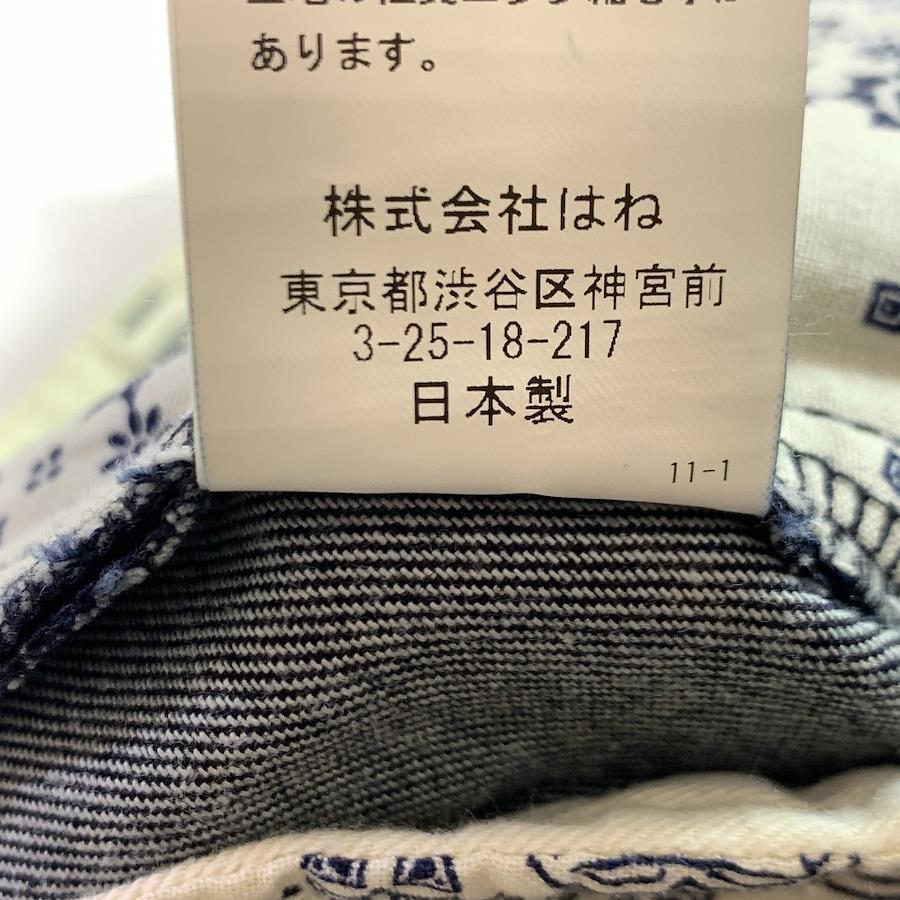 あります。
株式会社はね
東京都渋谷区神宮前
3-25-18-217
日本製
11-1